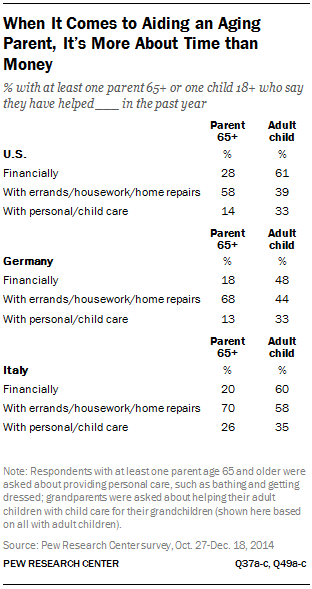 When It Comes to Aiding an Aging
Parent, It's More About Time than
Money
% with at least one parent 65+ or one child 18+ who say
they have helped ___ in the past year
Parent 65+ Adult child
U.S. % %
Financially 28 61
With errands/housework/home repairs 58 39
With personal/child care 14 33
Parent 65+ Adult child
Germany % %
Financially 18 48
With errands/housework/home repairs 68 44
With personal/child care 13 33
Parent 65+ Adult child
Italy % %
Financially 20 60
With errands/housework/home repairs 70 58
With personal/child care 26 35
Note: Respondents with at least one parent age 65 and older were
asked about providing personal care, such as bathing and getting
dressed; grandparents were asked about helping their adult
children with child care for their grandchildren (shown here based
on all with adult children).
Source: Pew Research Center survey, Oct. 27-Dec. 18, 2014
PEW RESEARCH CENTER Q37a-c, Q49a-c